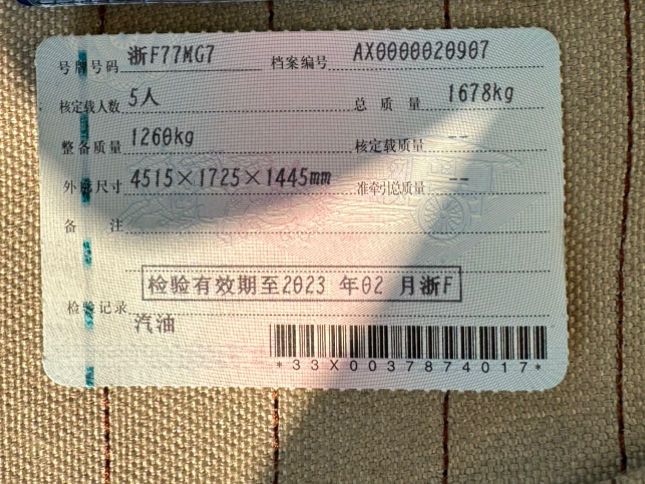 号牌号码 浙F77MG7 档案编号 AX0000020907
核定载人数 5人 总质量 1678kg
整备质量 1260kg 核定载质量 --
外廓尺寸 4515×1725×1445mm 准牵引总质量 --
备注
检验有效期至2023 年02 月浙F
检验记录
汽油
*33X0037874017*